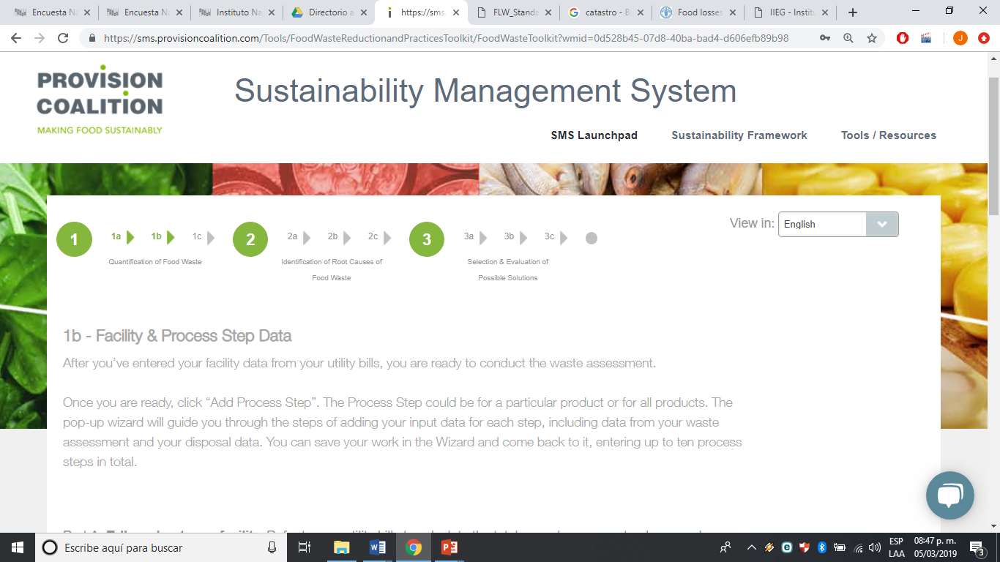 Encuesta Na
Encuesta Na
Instituto Na
Directorio a
https://sms.
FLW_Standa
catastro - B
Food losses
IIEG - Institu
https://sms.provisioncoalition.com/Tools/FoodWasteReductionandPracticesToolkit/FoodWasteToolkit?wmid=0d528b45-07d8-40ba-bad4-d606efb89b98
J
PROVISION
COALITION
MAKING FOOD SUSTAINABLY
Sustainability Management System
SMS Launchpad Sustainability Framework Tools / Resources
View in: English
1 1a 1b 1c 2 2a 2b 2c 3 3a 3b 3c
Quantification of Food Waste
Identification of Root Causes of
Food Waste
Selection & Evaluation of
Possible Solutions
1b - Facility & Process Step Data
After you've entered your facility data from your utility bills, you are ready to conduct the waste assessment.
Once you are ready, click “Add Process Step”. The Process Step could be for a particular product or for all products. The
pop-up wizard will guide you through the steps of adding your input data for each step, including data from your waste
assessment and your disposal data. You can save your work in the Wizard and come back to it, entering up to ten process
steps in total.
Escribe aquí para buscar
ESP
LAA
08:47 p. m.
05/03/2019
3